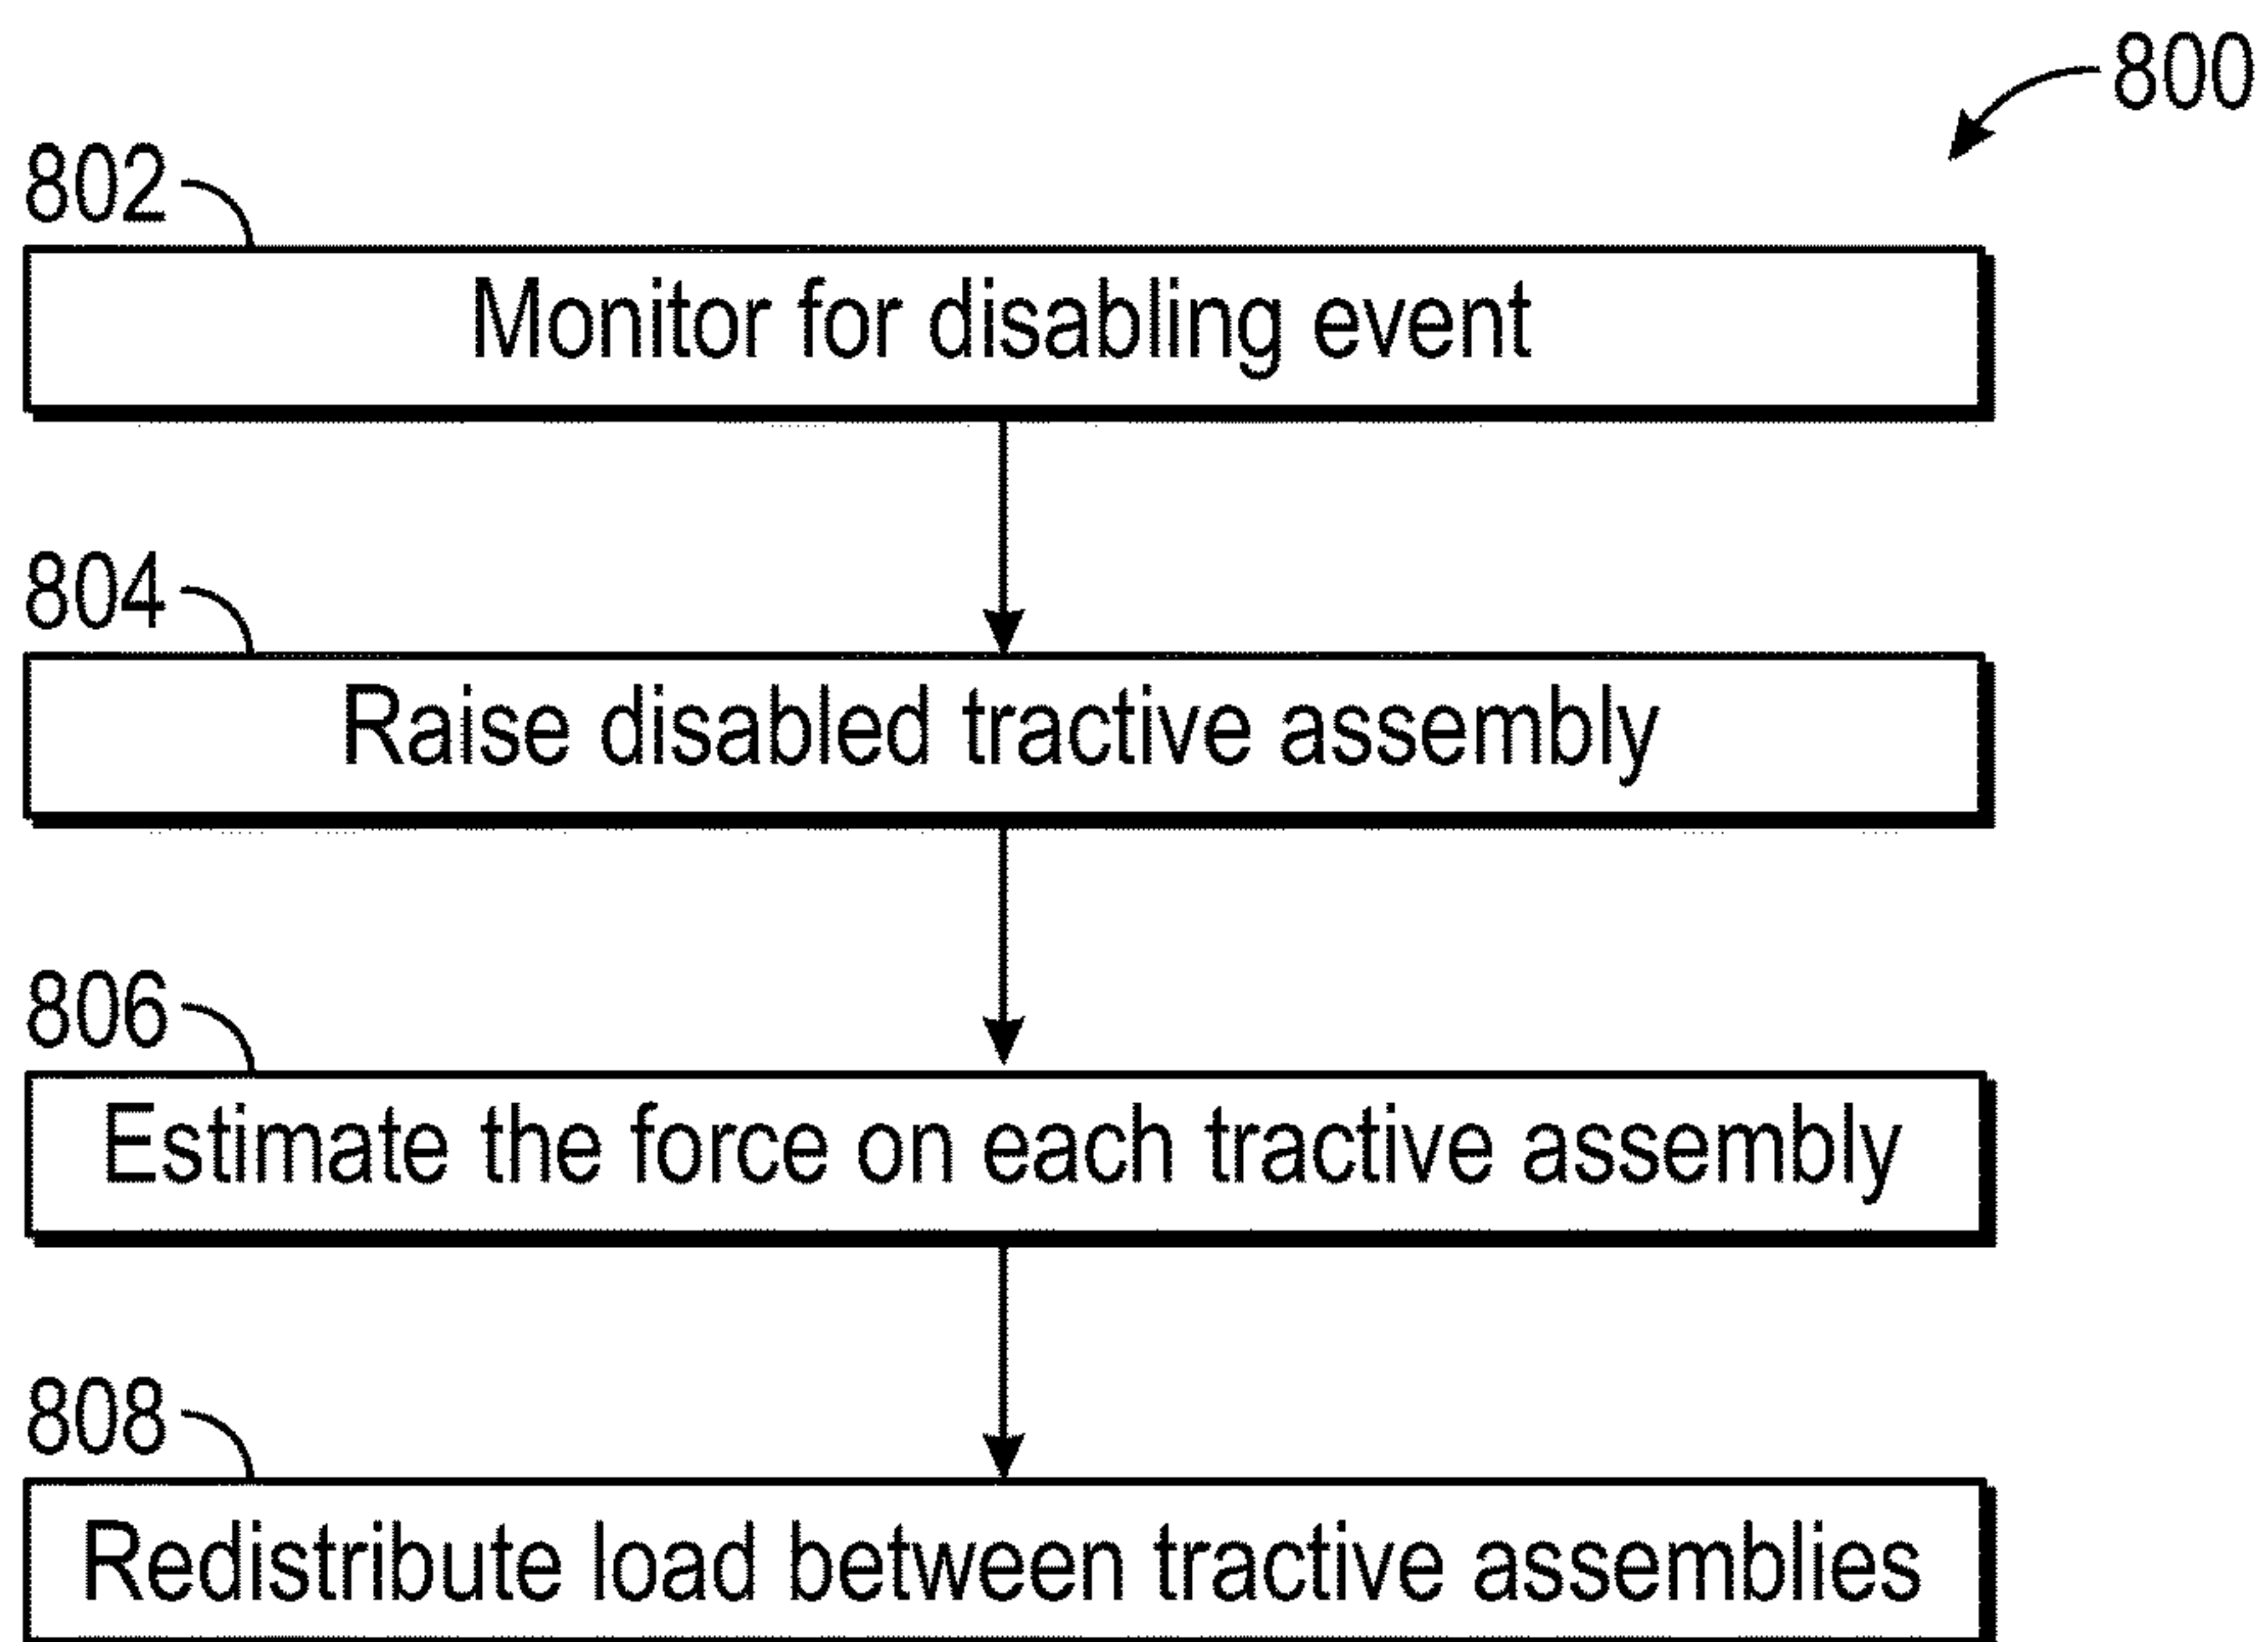 800
802
Monitor for disabling event
804
Raise disabled tractive assembly
806
Estimate the force on each tractive assembly
808
Redistribute load between tractive assemblies